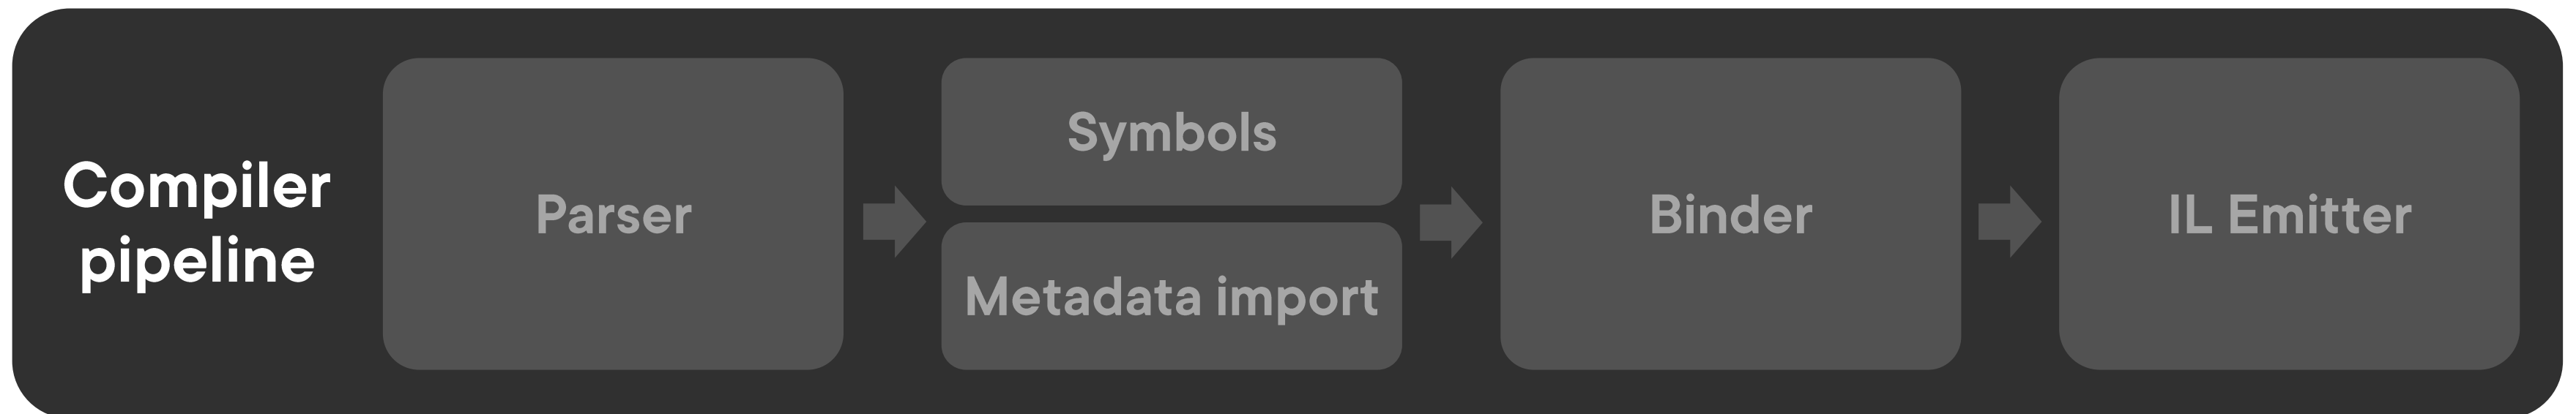 Compiler
pipeline
Parser
Symbols
Metadata import
Binder
IL Emitter